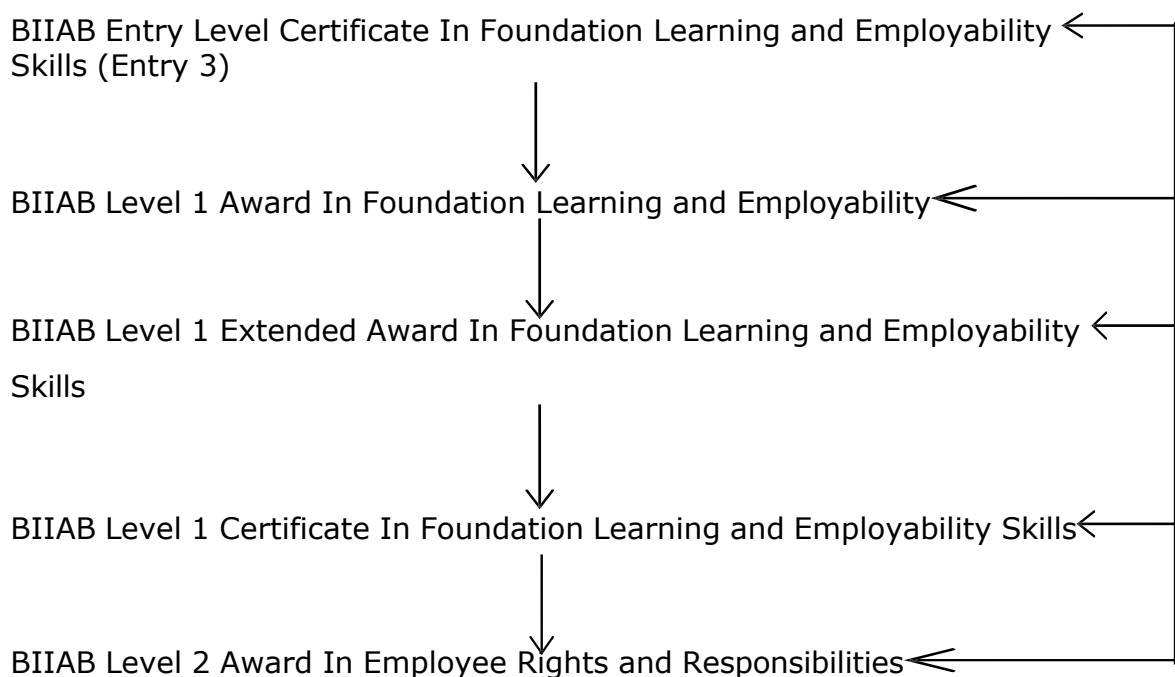 BIIAB Entry Level Certificate In Foundation Learning and Employability
Skills (Entry 3)
BIIAB Level 1 Award In Foundation Learning and Employability
BIIAB Level 1 Extended Award In Foundation Learning and Employability
Skills
BIIAB Level 1 Certificate In Foundation Learning and Employability Skills
BIIAB Level 2 Award In Employee Rights and Responsibilities